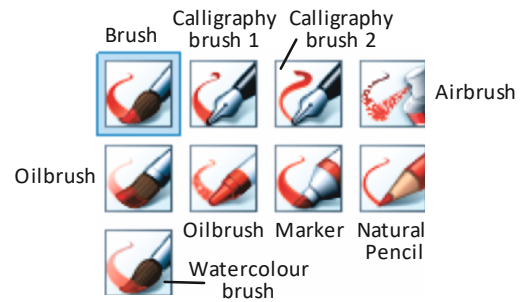 Brush
Calligraphy
brush 1
Calligraphy
brush 2
Airbrush
Oilbrush
Oilbrush
Marker
Natural
Pencil
Watercolour
brush